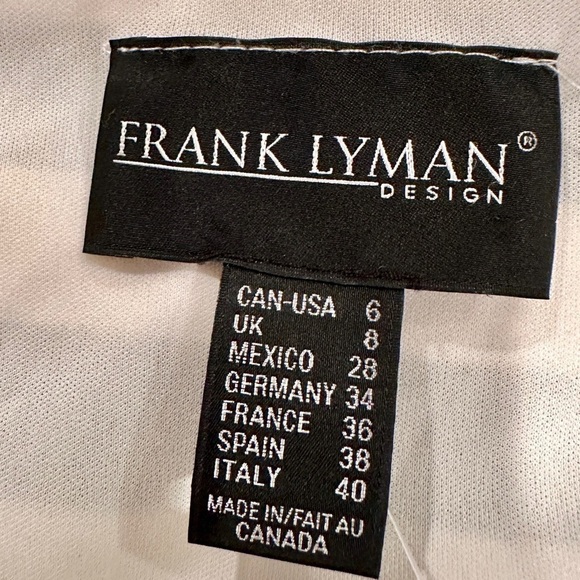 FRANK LYMAN®
DESIGN
CAN-USA 6
UK 8
MEXICO 28
GERMANY 34
FRANCE 36
SPAIN 38
ITALY 40
MADE IN/FAIT AU
CANADA